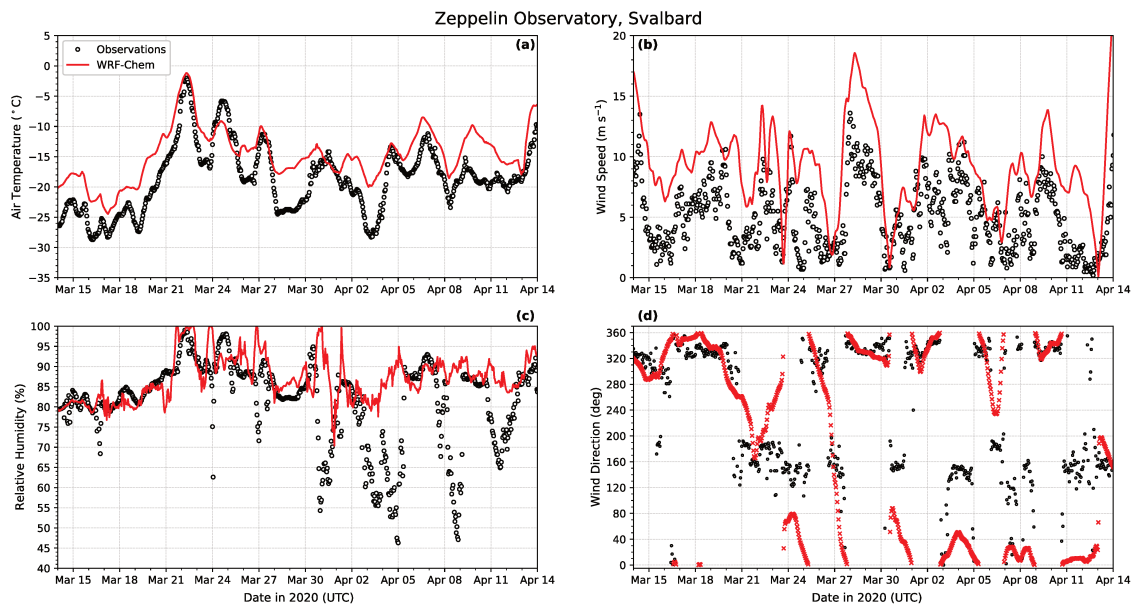 Zeppelin Observatory, Svalbard
(a)
Observations
WRF-Chem
Air Temperature (°C)
5
0
−5
−10
−15
−20
−25
−30
−35
Mar 15 Mar 18 Mar 21 Mar 24 Mar 27 Mar 30 Apr 02 Apr 05 Apr 08 Apr 11 Apr 14
(b)
Wind Speed (m s⁻¹)
20
15
10
5
0
Mar 15 Mar 18 Mar 21 Mar 24 Mar 27 Mar 30 Apr 02 Apr 05 Apr 08 Apr 11 Apr 14
(c)
Relative Humidity (%)
100
95
90
85
80
75
70
65
60
55
50
45
40
Mar 15 Mar 18 Mar 21 Mar 24 Mar 27 Mar 30 Apr 02 Apr 05 Apr 08 Apr 11 Apr 14
Date in 2020 (UTC)
(d)
Wind Direction (deg)
360
320
280
240
200
160
120
80
40
0
Mar 15 Mar 18 Mar 21 Mar 24 Mar 27 Mar 30 Apr 02 Apr 05 Apr 08 Apr 11 Apr 14
Date in 2020 (UTC)